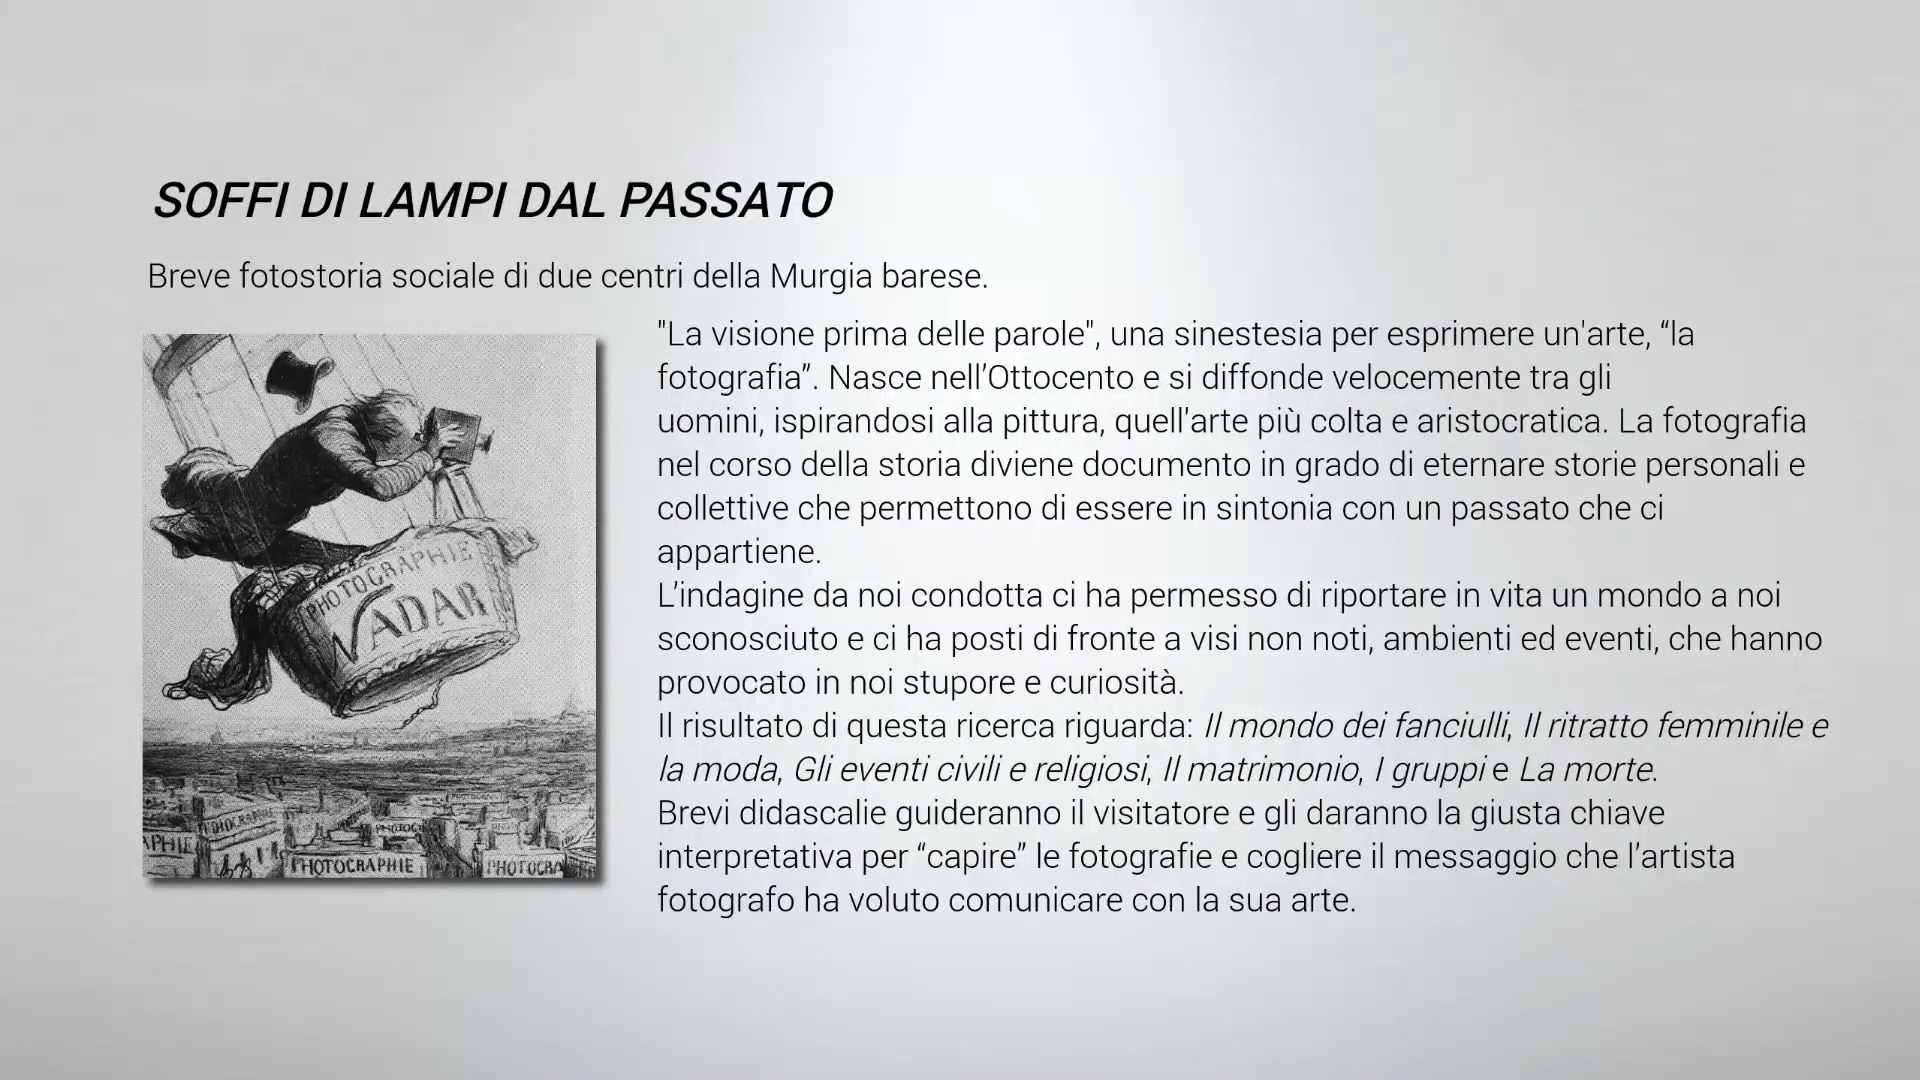 SOFFI DI LAMPI DAL PASSATO
Breve fotostoria sociale di due centri della Murgia barese.
"La visione prima delle parole", una sinestesia per esprimere un'arte, “la
fotografia”. Nasce nell’Ottocento e si diffonde velocemente tra gli
uomini, ispirandosi alla pittura, quell’arte più colta e aristocratica. La fotografia
nel corso della storia diviene documento in grado di eternare storie personali e
collettive che permettono di essere in sintonia con un passato che ci
appartiene.
L’indagine da noi condotta ci ha permesso di riportare in vita un mondo a noi
sconosciuto e ci ha posti di fronte a visi non noti, ambienti ed eventi, che hanno
provocato in noi stupore e curiosità.
Il risultato di questa ricerca riguarda: Il mondo dei fanciulli, Il ritratto femminile e
la moda, Gli eventi civili e religiosi, Il matrimonio, I gruppi e La morte.
Brevi didascalie guideranno il visitatore e gli daranno la giusta chiave
interpretativa per “capire” le fotografie e cogliere il messaggio che l’artista
fotografo ha voluto comunicare con la sua arte.
PHOTOGRAPHIE
NADAR
PHOTOGRAPHIE